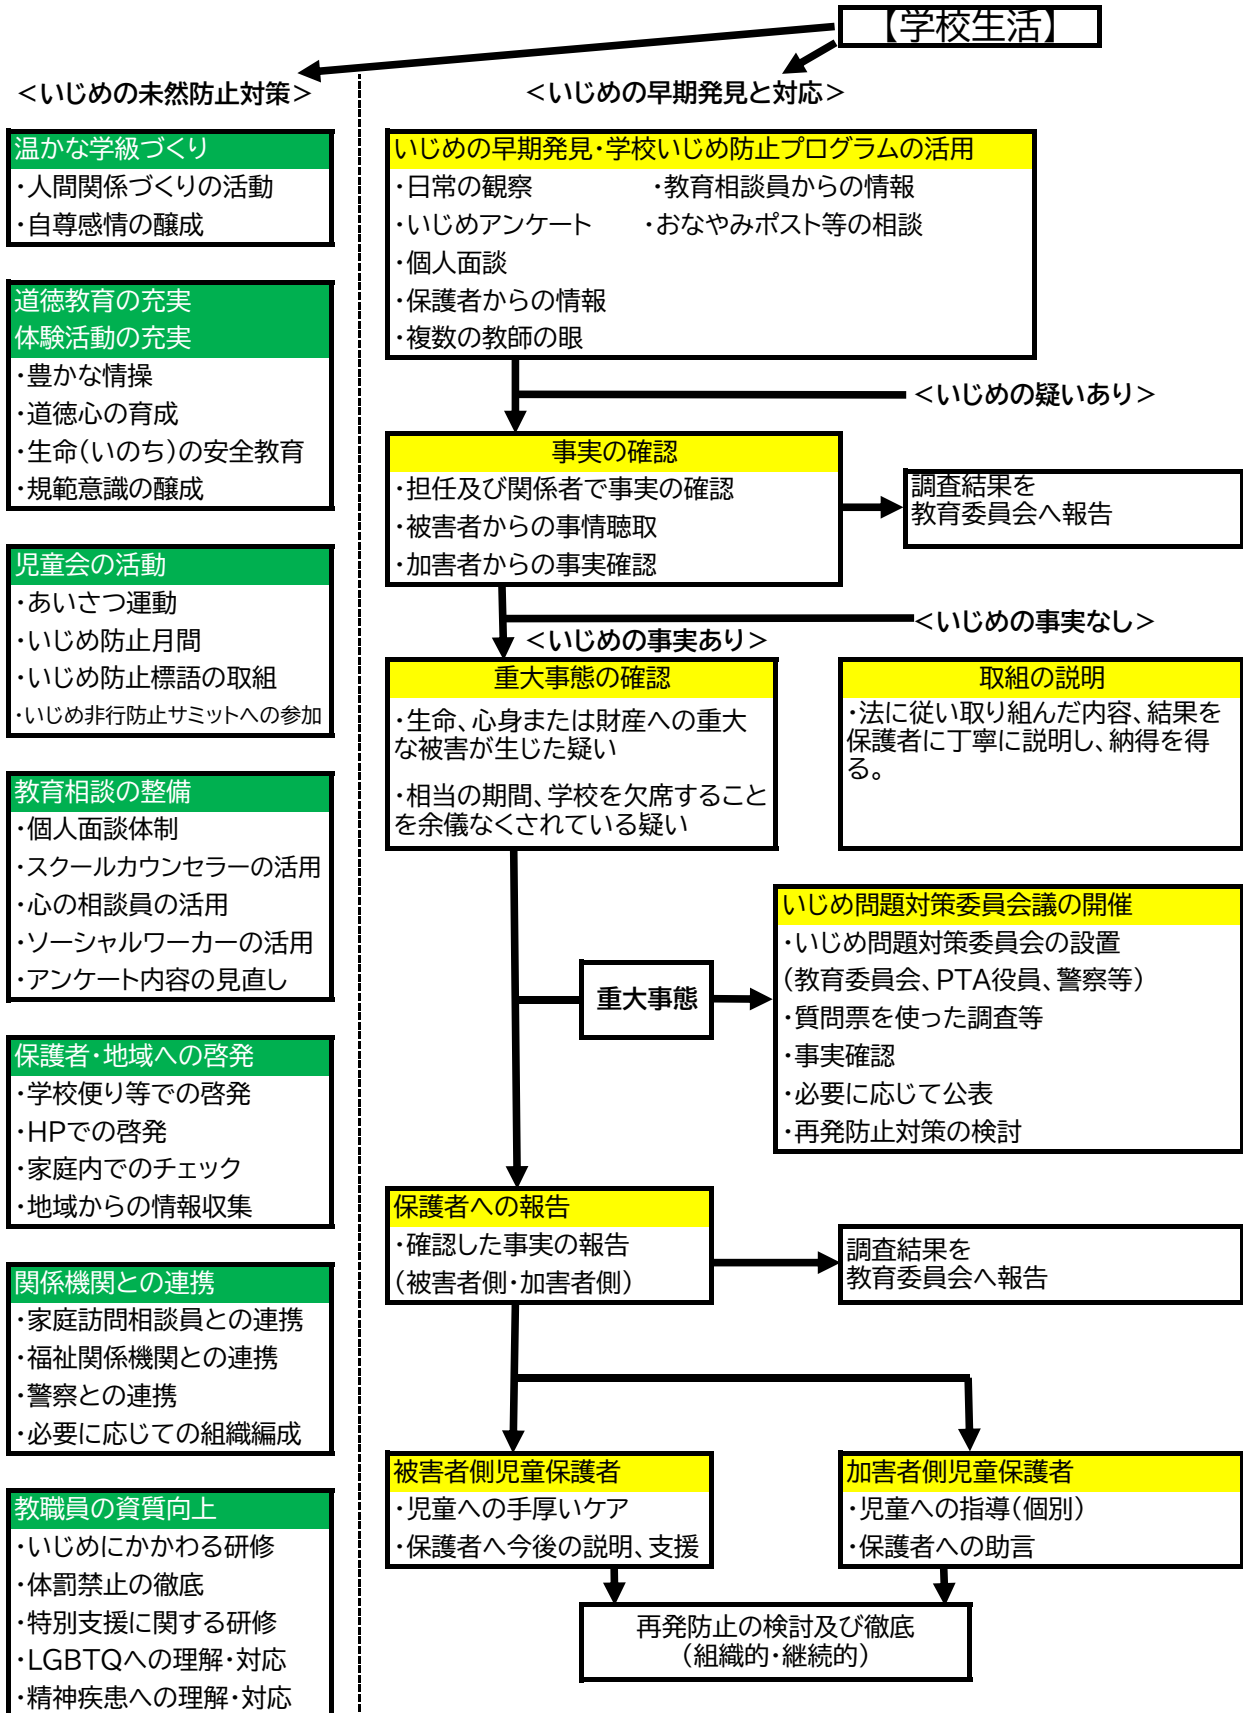 【学校生活】
＜いじめの未然防止対策＞
温かな学級づくり
・人間関係づくりの活動
・自尊感情の醸成
道徳教育の充実
体験活動の充実
・豊かな情操
・道徳心の育成
・生命（いのち）の安全教育
・規範意識の醸成
児童会の活動
・あいさつ運動
・いじめ防止月間
・いじめ防止標語の取組
・いじめ非行防止サミットへの参加
教育相談の整備
・個人面談体制
・スクールカウンセラーの活用
・心の相談員の活用
・ソーシャルワーカーの活用
・アンケート内容の見直し
保護者・地域への啓発
・学校便り等での啓発
・HPでの啓発
・家庭内でのチェック
・地域からの情報収集
関係機関との連携
・家庭訪問相談員との連携
・福祉関係機関との連携
・警察との連携
・必要に応じての組織編成
教職員の資質向上
・いじめにかかわる研修
・体罰禁止の徹底
・特別支援に関する研修
・LGBTQへの理解・対応
・精神疾患への理解・対応
＜いじめの早期発見と対応＞
いじめの早期発見・学校いじめ防止プログラムの活用
・日常の観察　・教育相談員からの情報
・いじめアンケート　・おなやみポスト等の相談
・個人面談
・保護者からの情報
・複数の教師の眼
＜いじめの疑いあり＞
事実の確認
・担任及び関係者で事実の確認
・被害者からの事情聴取
・加害者からの事実確認
調査結果を
教育委員会へ報告
＜いじめの事実あり＞
＜いじめの事実なし＞
重大事態の確認
・生命、心身または財産への重大
な被害が生じた疑い
・相当の期間、学校を欠席すること
を余儀なくされている疑い
取組の説明
・法に従い取り組んだ内容、結果を
保護者に丁寧に説明し、納得を得
る。
重大事態
いじめ問題対策委員会議の開催
・いじめ問題対策委員会の設置
（教育委員会、PTA役員、警察等）
・質問票を使った調査等
・事実確認
・必要に応じて公表
・再発防止対策の検討
保護者への報告
・確認した事実の報告
（被害者側・加害者側）
調査結果を
教育委員会へ報告
被害者側児童保護者
・児童への手厚いケア
・保護者へ今後の説明、支援
加害者側児童保護者
・児童への指導（個別）
・保護者への助言
再発防止の検討及び徹底
（組織的・継続的）